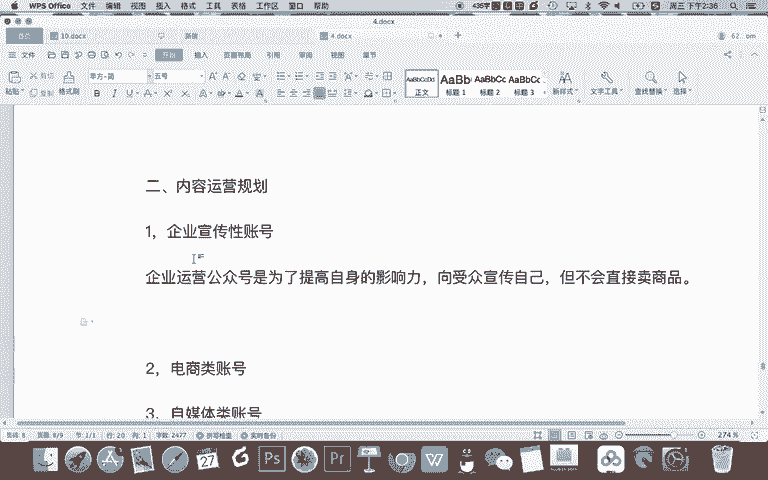 WPS Office 文件 编辑 视图 插入 格式 工具 表格 工作区 窗口 帮助 435字 周三 下午2:36
4.docx
10.docx 4.docx
文件 开始 插入 页面布局 引用 审阅 视图 章节
粘贴 剪切 复制 格式刷 苹方-简 五号 B I U AaBbCcDd 正文 AaBb 标题 1 AaBbCc 标题 2 AaBbCc 标题 3 新样式 文字工具 查找替换 选择
二、内容运营规划
1，企业宣传性账号
企业运营公众号是为了提高自身的影响力，向受众宣传自己，但不会直接卖商品。
2，电商类账号
3，自媒体类账号
页码: 8 页面: 8/9 节: 1/1 行: 20 列: 1 字数: 2477 拼写检查 实时备份 274 %
27 Ps Pr W